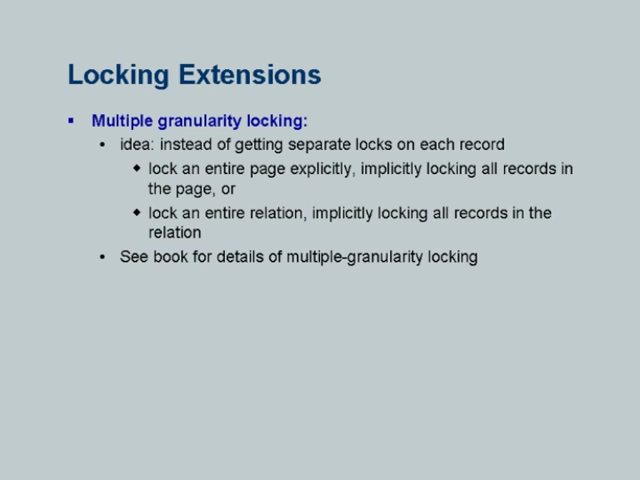 Locking Extensions
▪ Multiple granularity locking:
• idea: instead of getting separate locks on each record
◆ lock an entire page explicitly, implicitly locking all records in
the page, or
◆ lock an entire relation, implicitly locking all records in the
relation
• See book for details of multiple-granularity locking